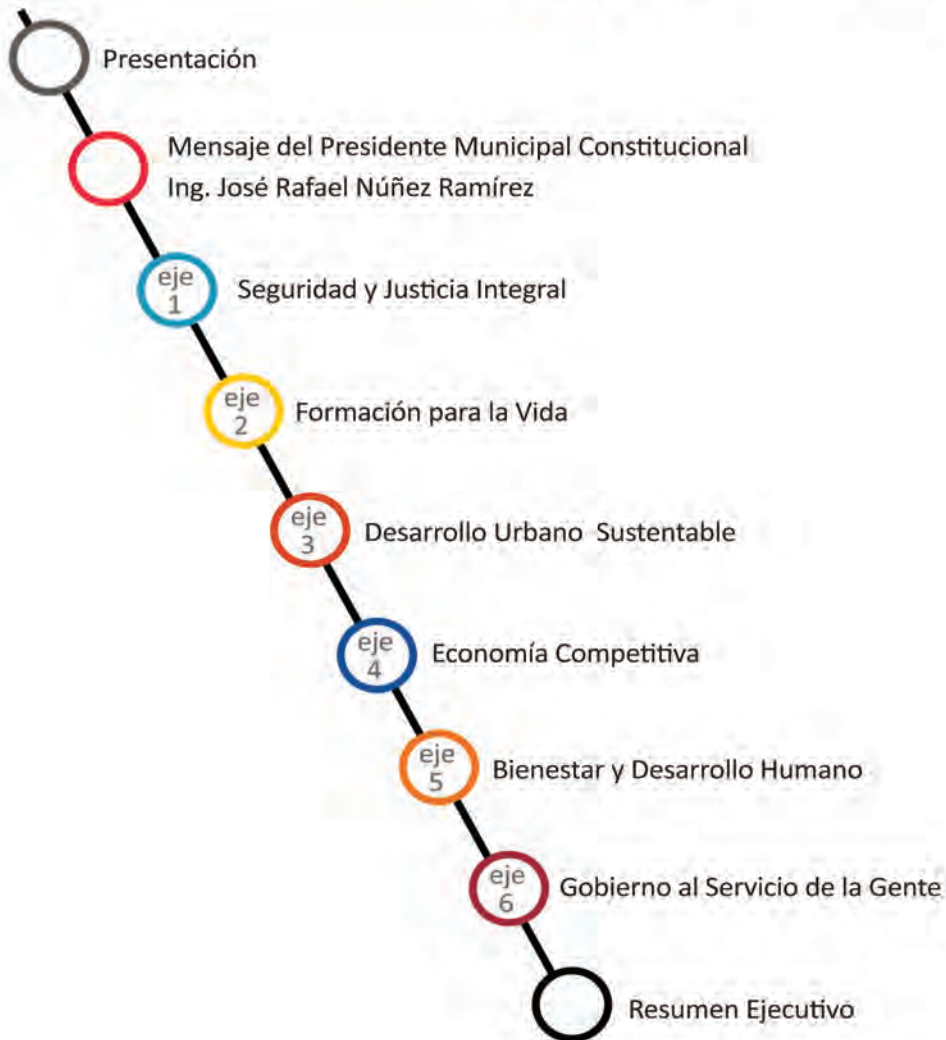 Presentación
Mensaje del Presidente Municipal Constitucional
Ing. José Rafael Núñez Ramírez
eje
1
Seguridad y Justicia Integral
eje
2
Formación para la Vida
eje
3
Desarrollo Urbano  Sustentable
eje
4
Economía Competitiva
eje
5
Bienestar y Desarrollo Humano
eje
6
Gobierno al Servicio de la Gente
Resumen Ejecutivo